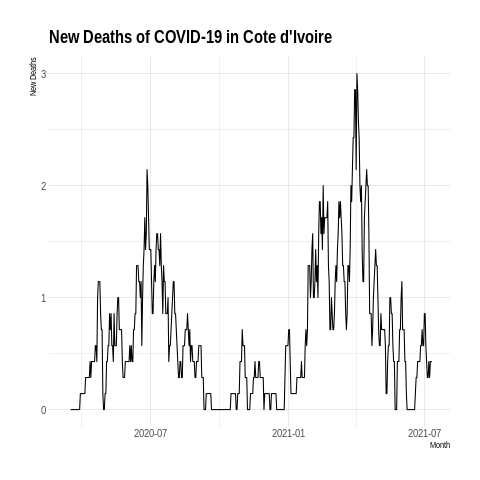 New Deaths of COVID-19 in Cote d'Ivoire
New Deaths
3
2
1
0
2020-07
2021-01
2021-07
Month